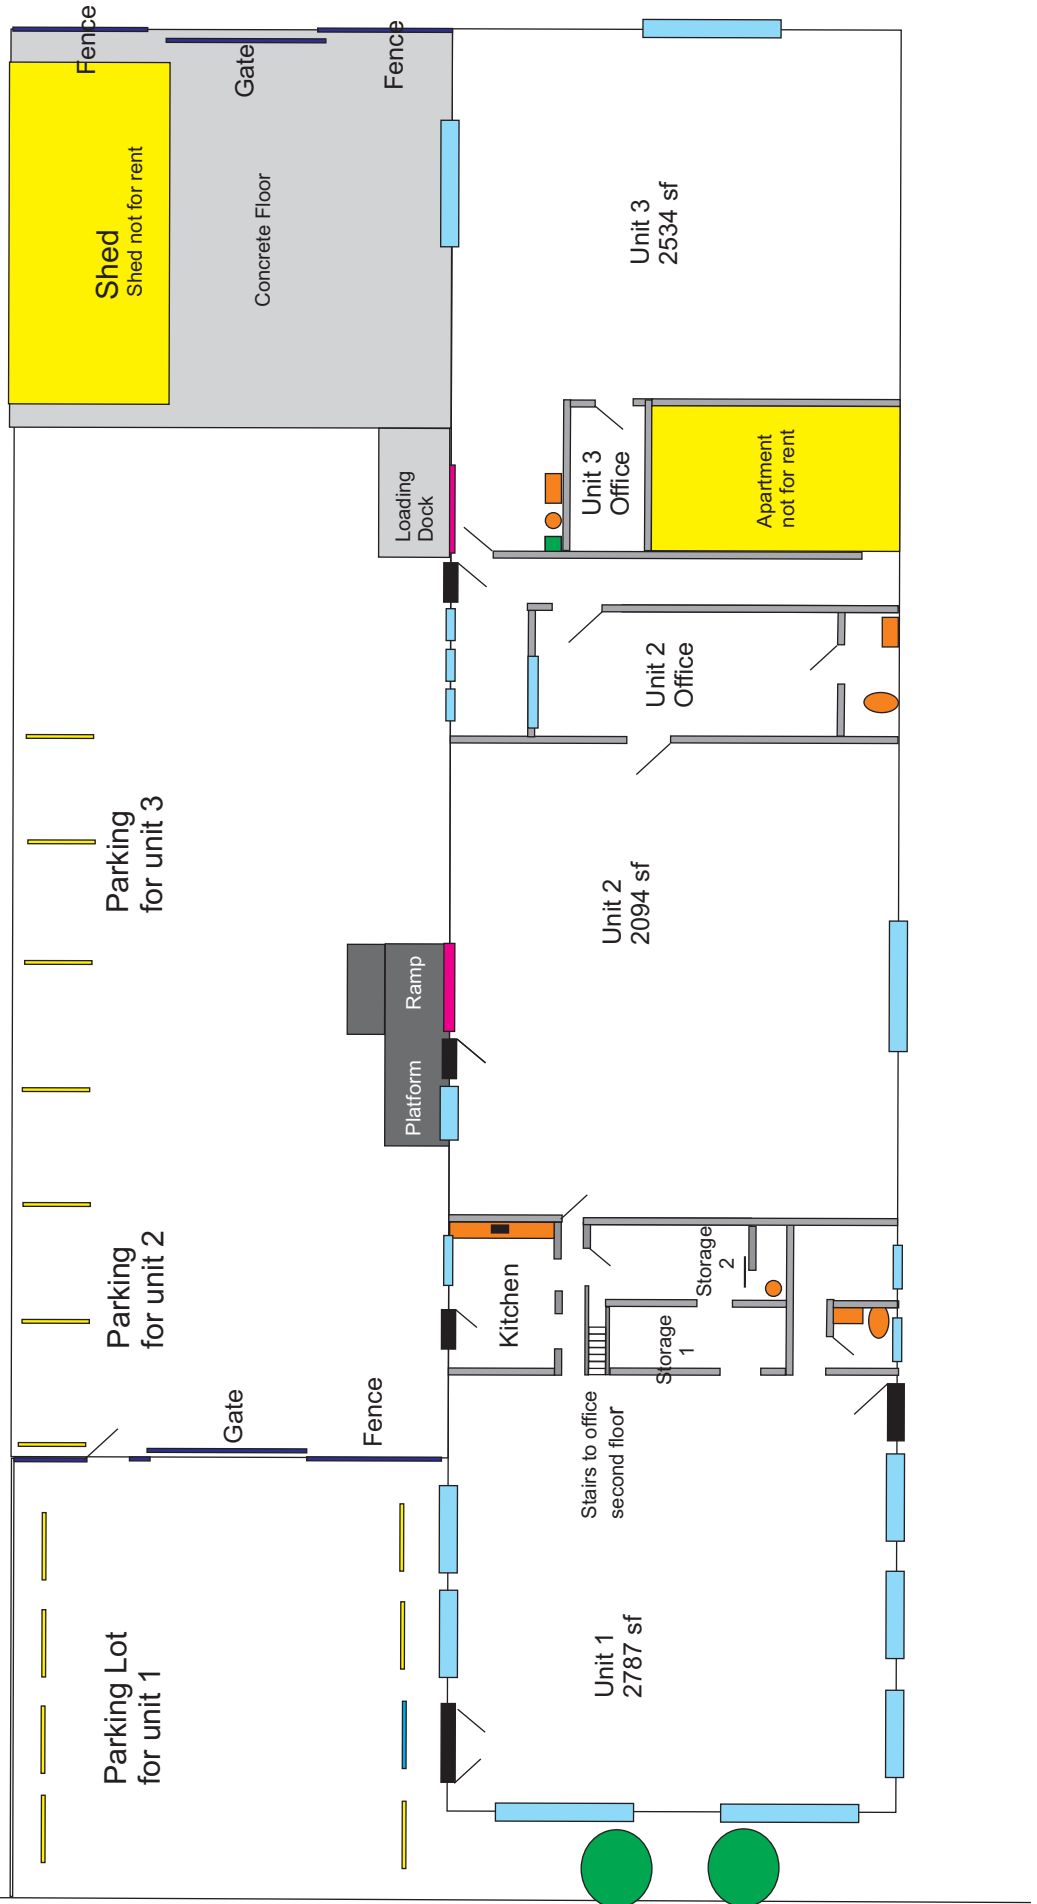 Fence
Gate
Fence
Shed
Shed not for rent
Concrete Floor
Unit 3
2534 sf
Loading
Dock
Unit 3
Office
Apartment
not for rent
Unit 2
Office
Parking
for unit 3
Unit 2
2094 sf
Ramp
Platform
Parking
for unit 2
Kitchen
Storage
2
Storage
1
Gate
Fence
Stairs to office
second floor
Parking Lot
for unit 1
Unit 1
2787 sf